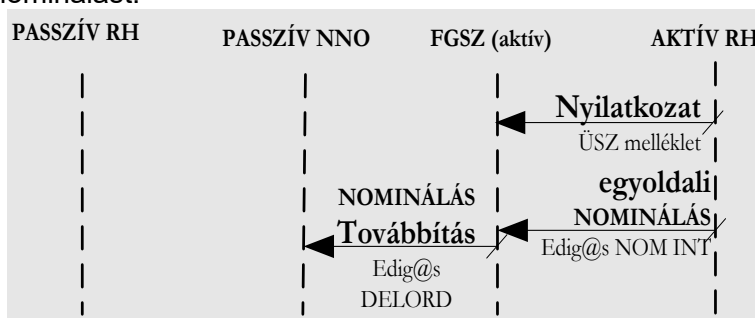 nominálást.
PASSZÍV RH PASSZÍV NNO FGSZ (aktív) AKTÍV RH
Nyilatkozat
ÜSZ melléklet
egyoldali
NOMINÁLÁS NOMINÁLÁS
Továbbítás Edig@s NOM INT
Edig@s
DELORD